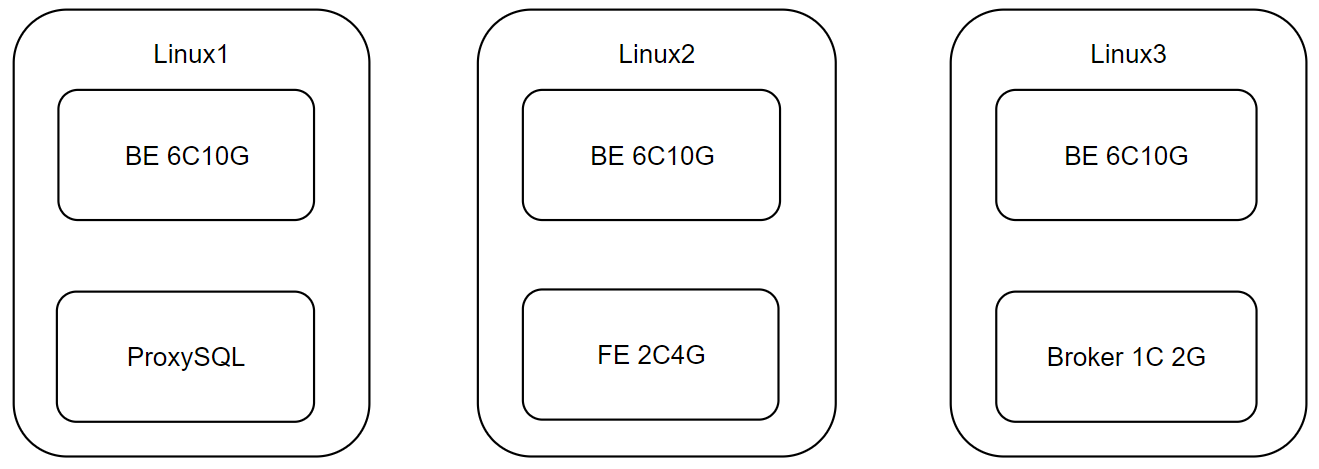 Linux1
BE 6C10G
ProxySQL
Linux2
BE 6C10G
FE 2C4G
Linux3
BE 6C10G
Broker 1C 2G